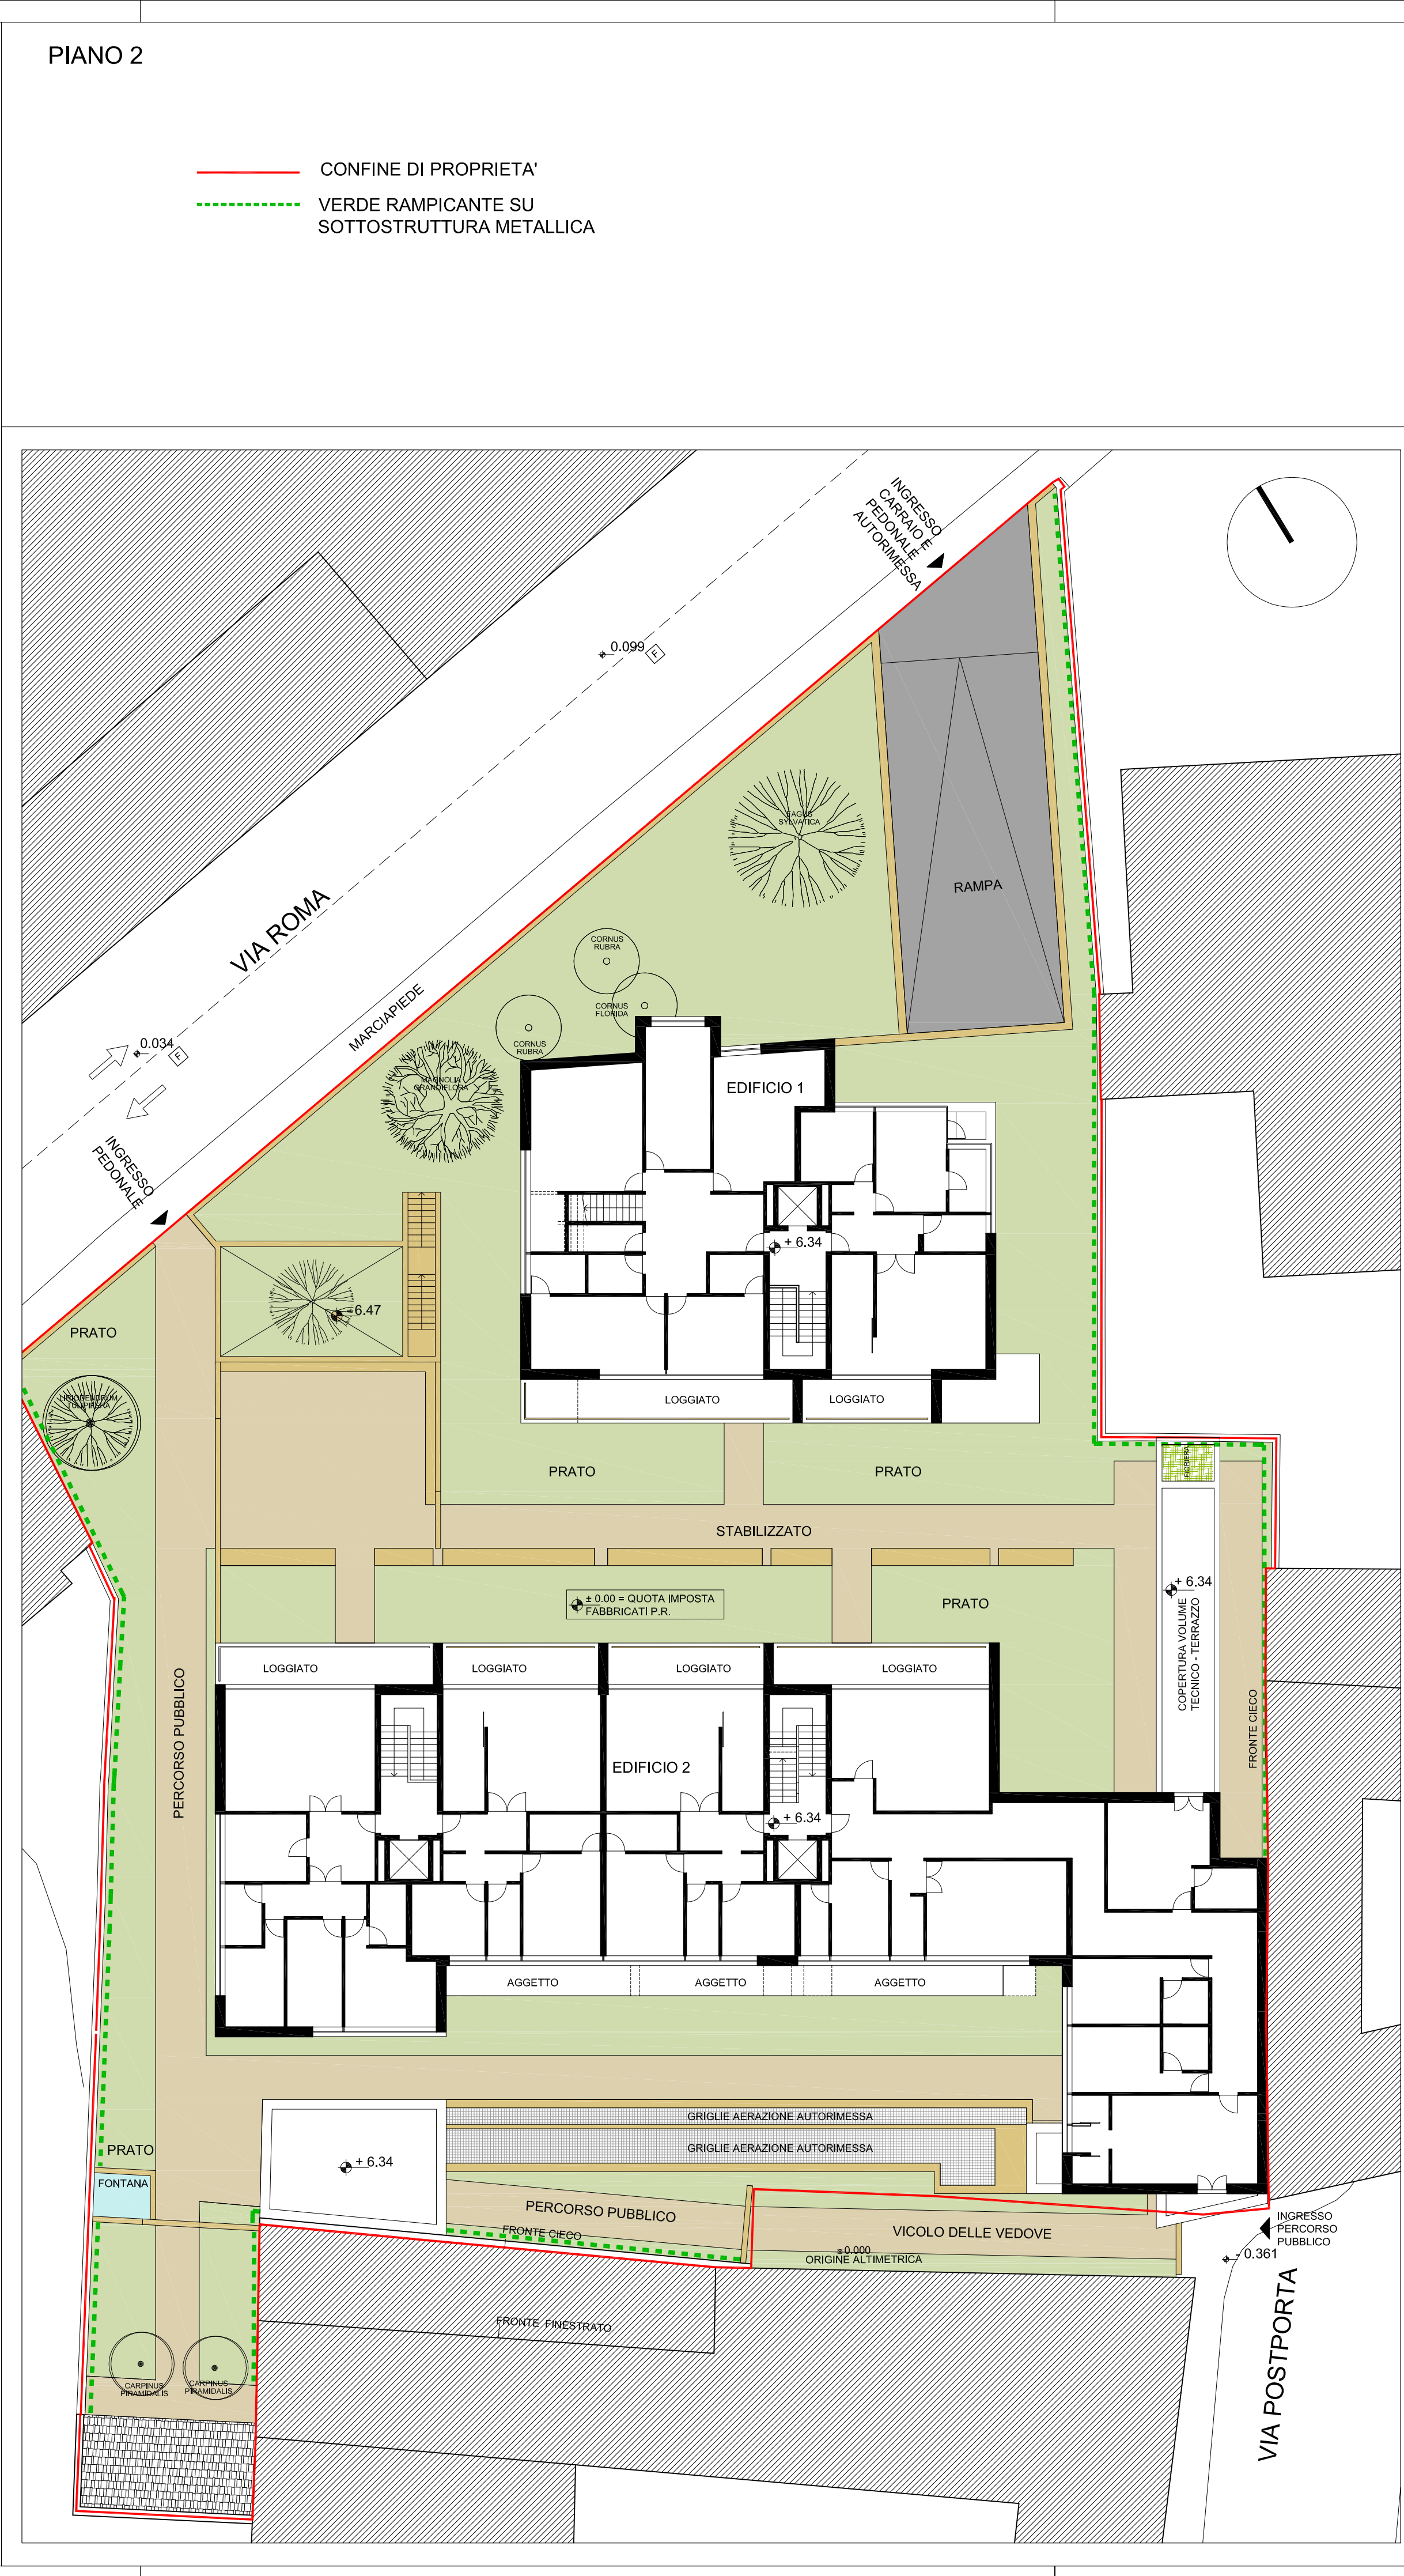 PIANO 2
CONFINE DI PROPRIETA'
VERDE RAMPICANTE SU
SOTTOSTRUTTURA METALLICA
INGRESSO
CARRAIO E
PEDONALE
AUTORIMESSA
0.099
F
FAGUS
SYLVATICA
RAMPA
VIA ROMA
CORNUS
RUBRA
CORNUS
FLORIDA
CORNUS
RUBRA
MARCIAPIEDE
0.034
F
MAGNOLIA
GRANDIFLORA
EDIFICIO 1
INGRESSO
PEDONALE
+ 6.34
-6.47
PRATO
LIRIODENDRUM
TULIPIFERA
LOGGIATO
LOGGIATO
PRATO
PRATO
FIORIERA
STABILIZZATO
± 0.00 = QUOTA IMPOSTA
FABBRICATI P.R.
PRATO
+ 6.34
COPERTURA VOLUME
TECNICO - TERRAZZO
FRONTE CIECO
PERCORSO PUBBLICO
LOGGIATO
LOGGIATO
LOGGIATO
LOGGIATO
EDIFICIO 2
+ 6.34
AGGETTO
AGGETTO
AGGETTO
GRIGLIE AERAZIONE AUTORIMESSA
GRIGLIE AERAZIONE AUTORIMESSA
PRATO
+ 6.34
FONTANA
PERCORSO PUBBLICO
FRONTE CIECO
VICOLO DELLE VEDOVE
0.000
ORIGINE ALTIMETRICA
INGRESSO
PERCORSO
PUBBLICO
- 0.361
VIA POSTPORTA
FRONTE FINESTRATO
CARPINUS
PIRAMIDALIS
CARPINUS
PIRAMIDALIS